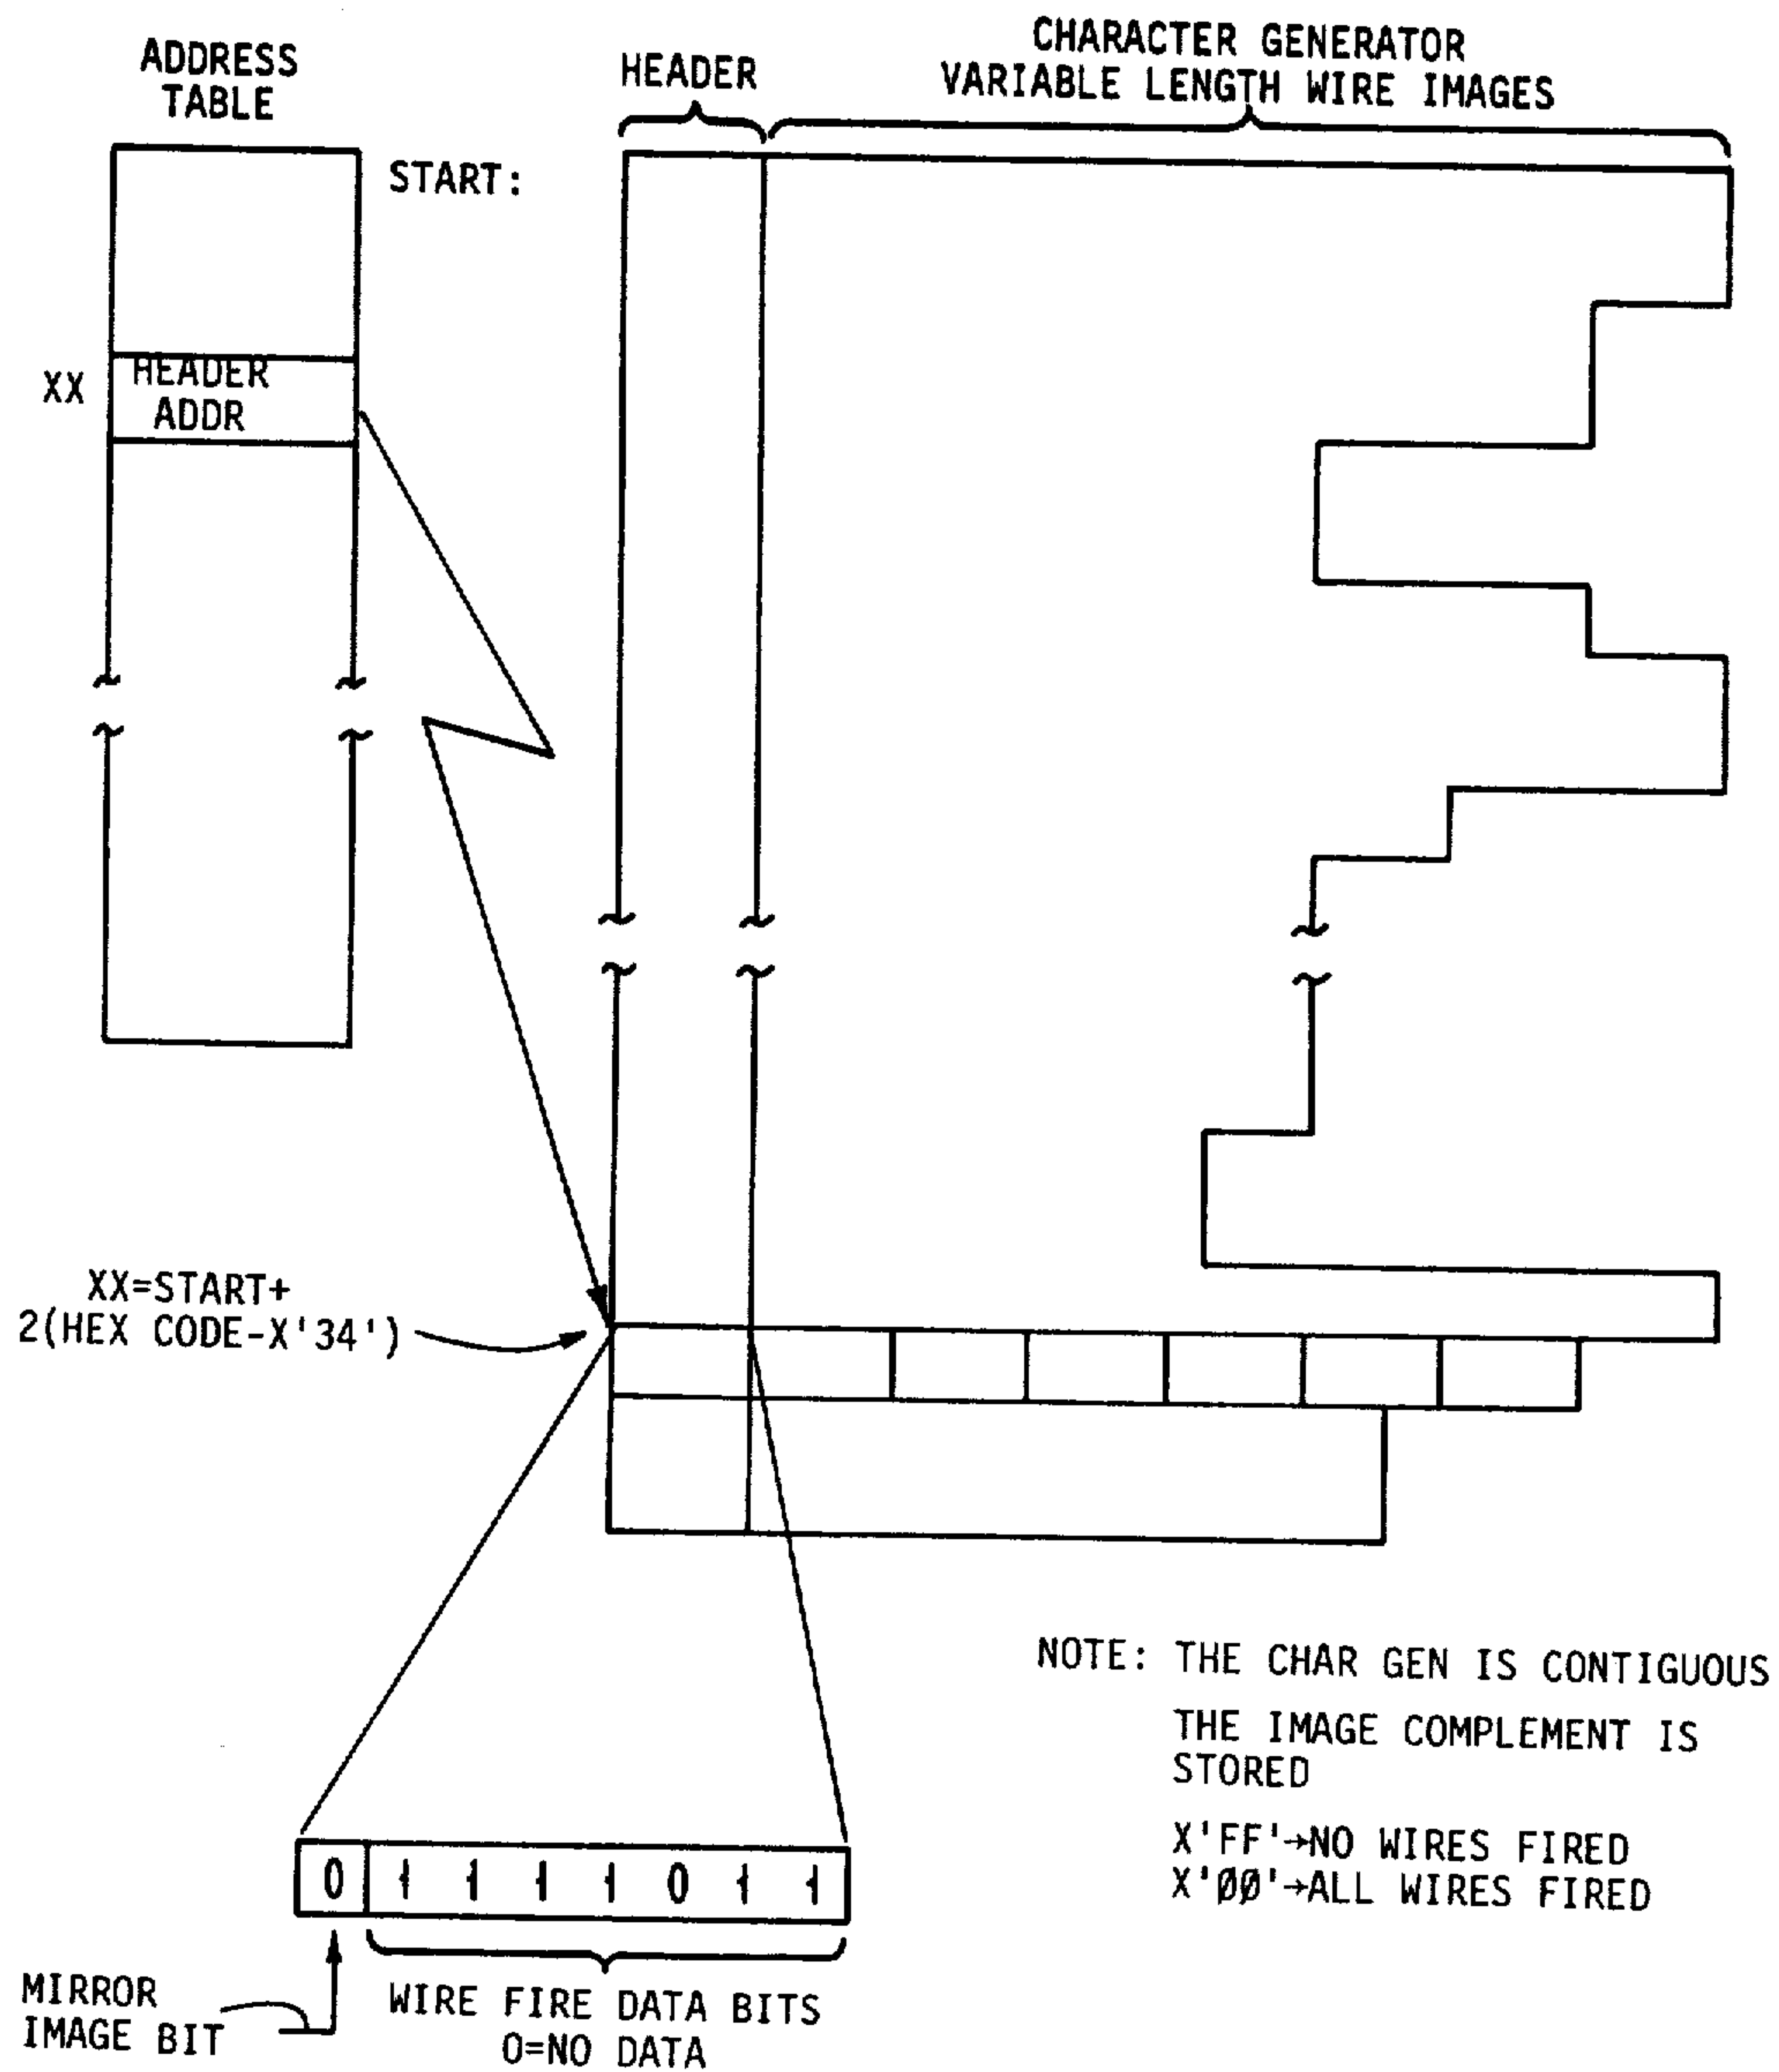 ADDRESS
TABLE
HEADER
CHARACTER GENERATOR
VARIABLE LENGTH WIRE IMAGES
START:
XX
HEADER
ADDR
XX=START+
2(HEX CODE-X'34')
NOTE: THE CHAR GEN IS CONTIGUOUS
THE IMAGE COMPLEMENT IS
STORED
X'FF'→NO WIRES FIRED
X'ØØ'→ALL WIRES FIRED
0 1 1 1 1 0 1 1
MIRROR
IMAGE BIT
WIRE FIRE DATA BITS
0=NO DATA